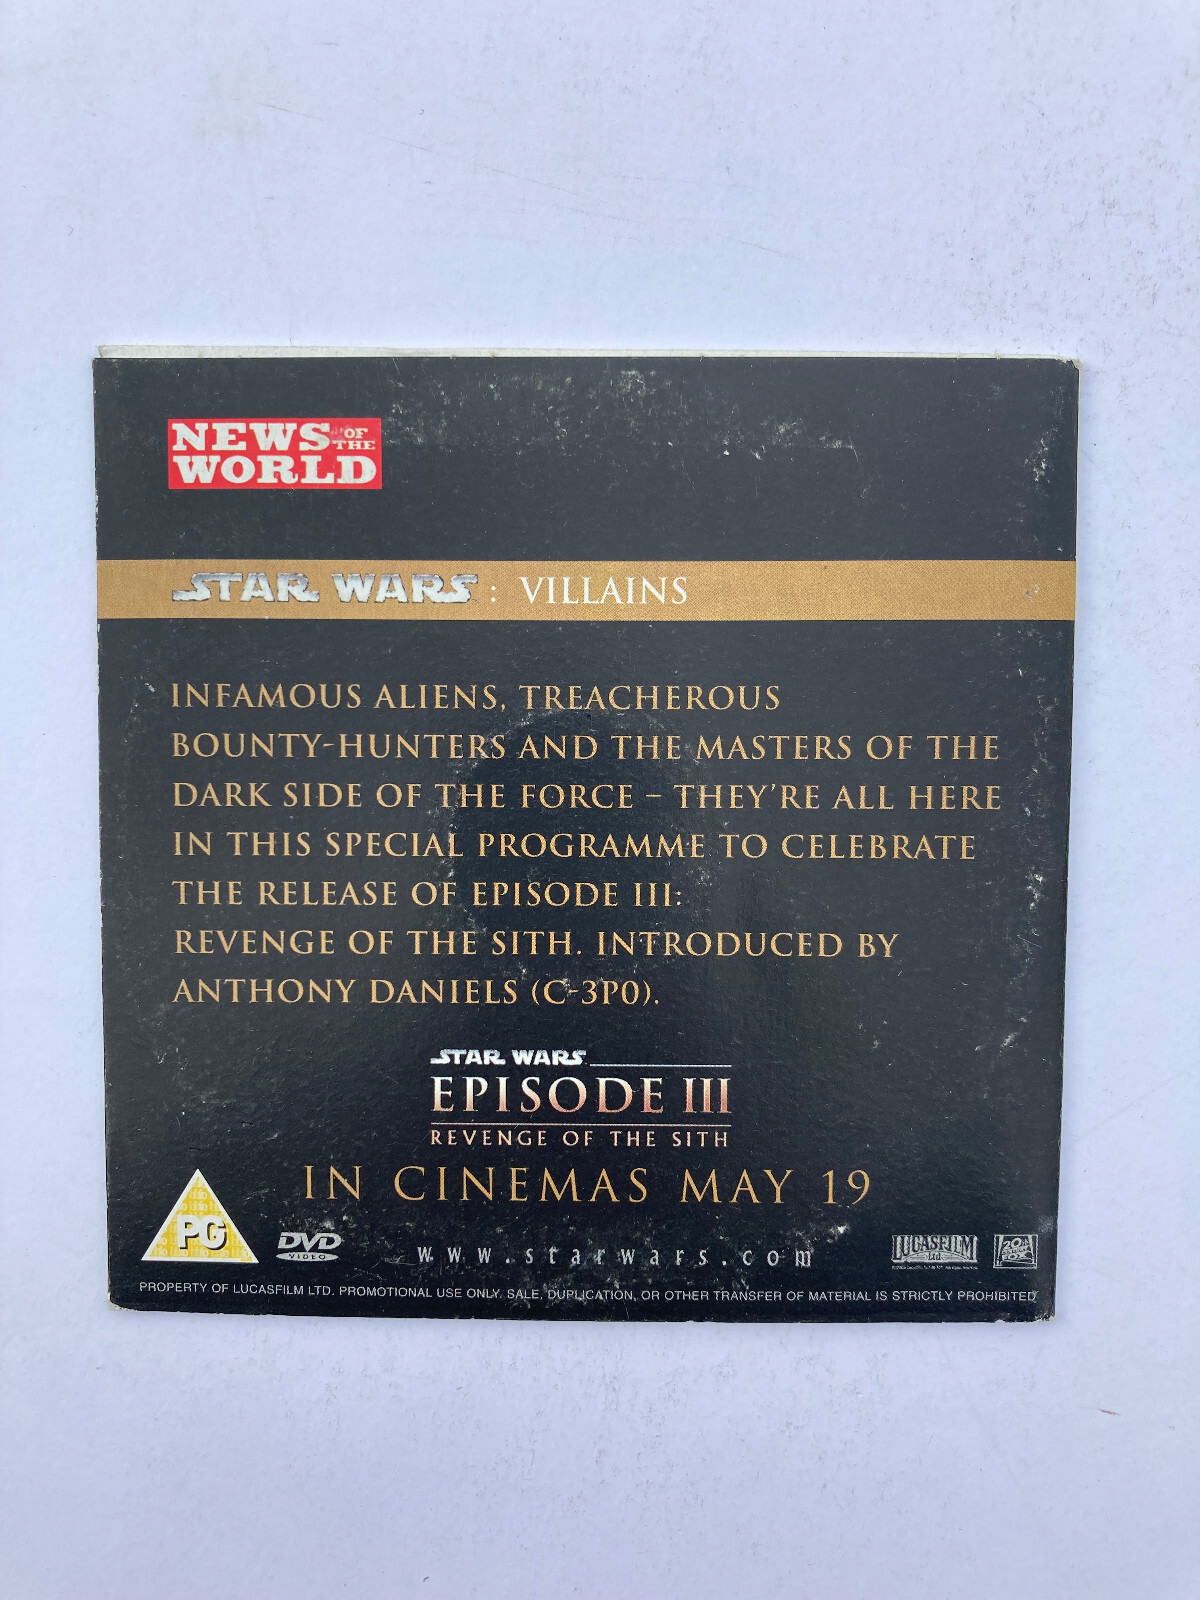 NEWS OF THE
WORLD
STAR WARS : VILLAINS
INFAMOUS ALIENS, TREACHEROUS
BOUNTY-HUNTERS AND THE MASTERS OF THE
DARK SIDE OF THE FORCE – THEY'RE ALL HERE
IN THIS SPECIAL PROGRAMME TO CELEBRATE
THE RELEASE OF EPISODE III:
REVENGE OF THE SITH. INTRODUCED BY
ANTHONY DANIELS (C-3PO).
STAR WARS
EPISODE III
REVENGE OF THE SITH
IN CINEMAS MAY 19
PG
DVD
VIDEO
www.starwars.com
LUCASFILM
Ltd.
20th
CENTURY
FOX
PROPERTY OF LUCASFILM LTD. PROMOTIONAL USE ONLY. SALE, DUPLICATION, OR OTHER TRANSFER OF MATERIAL IS STRICTLY PROHIBITED